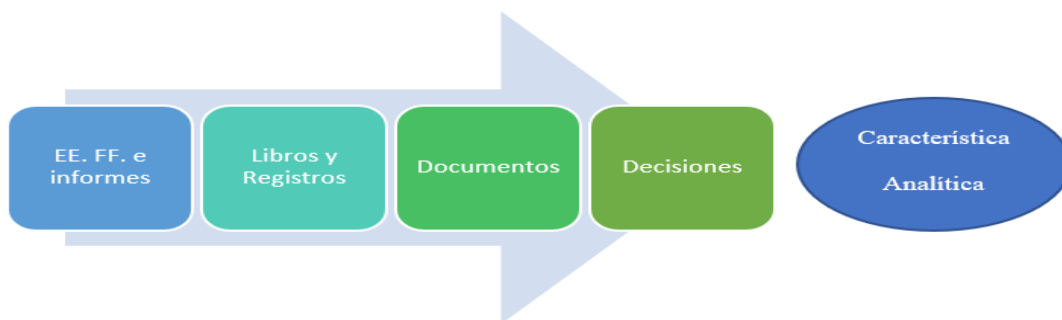 EE. FF. e
informes
Libros y
Registros
Documentos
Decisiones
Característica
Analítica